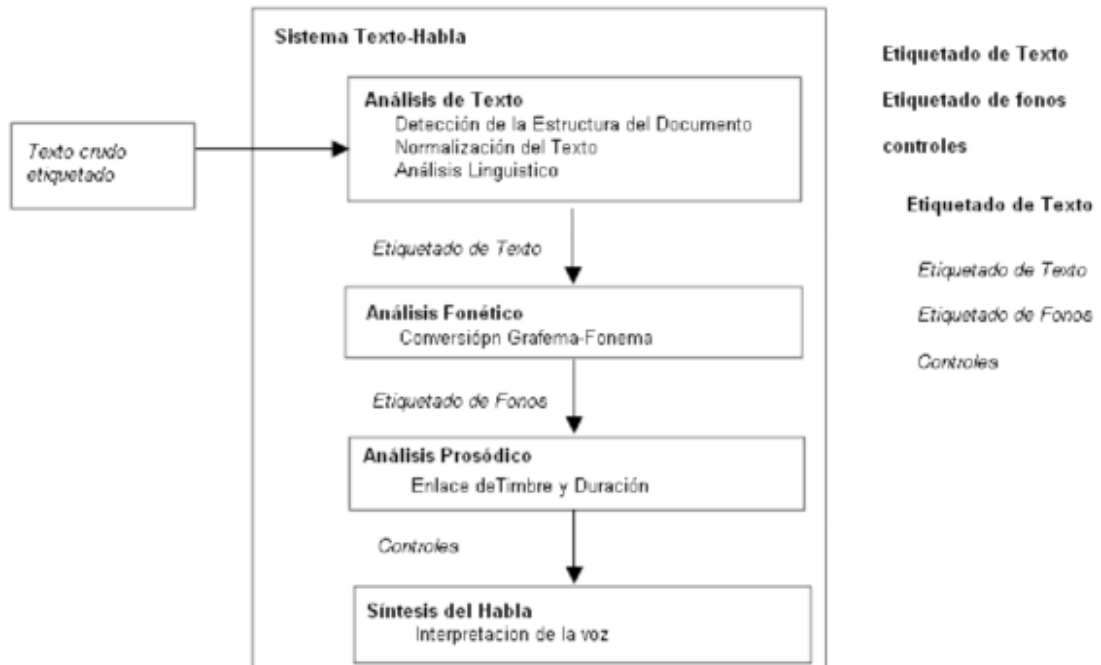 Sistema Texto-Habla
Texto crudo
etiquetado
Análisis de Texto
Detección de la Estructura del Documento
Normalización del Texto
Análisis Linguistico
Etiquetado de Texto
Análisis Fonético
Conversiópn Grafema-Fonema
Etiquetado de Fonos
Análisis Prosódico
Enlace deTimbre y Duración
Controles
Síntesis del Habla
Interpretacion de la voz
Etiquetado de Texto
Etiquetado de fonos
controles
Etiquetado de Texto
Etiquetado de Texto
Etiquetado de Fonos
Controles